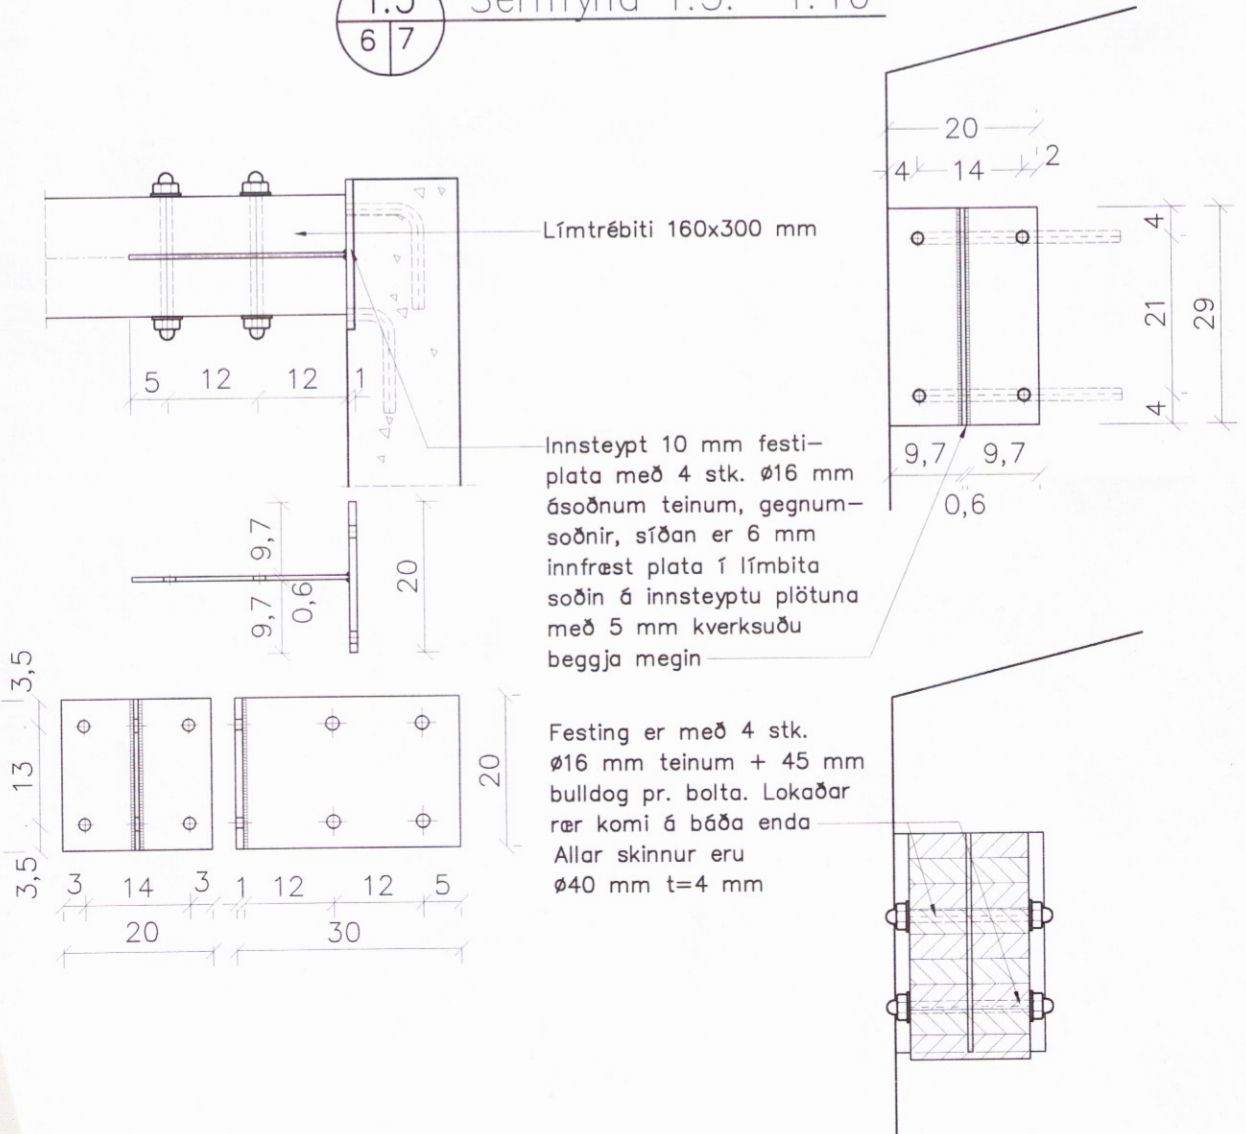 6 7
20
4 14 2
Límtrébiti 160x300 mm
4
21
29
4
5 12 12 1
9,7 9,7
0,6
Innsteypt 10 mm festi–
plata með 4 stk. ø16 mm
ásoðnum teinum, gegnum–
soðnir, síðan er 6 mm
innfræst plata í límbita
soðin á innsteyptu plötuna
með 5 mm kverksuðu
beggja megin
9,7
9,7
0,6
20
3,5
13
3,5
20
3 14 3
20
1 12 12 5
30
Festing er með 4 stk.
ø16 mm teinum + 45 mm
bulldog pr. bolta. Lokaðar
rær komi á báða enda
Allar skinnur eru
ø40 mm t=4 mm